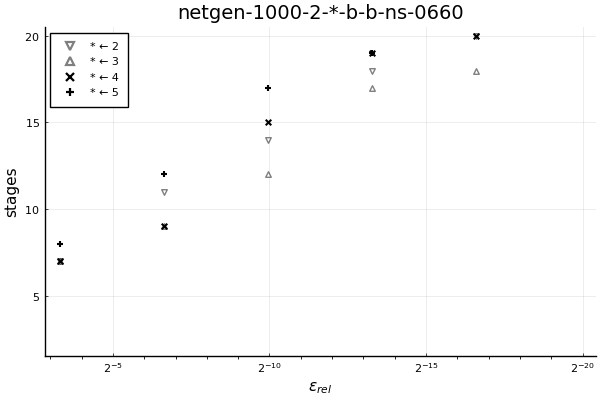 netgen-1000-2-*-b-b-ns-0660
* ← 2
* ← 3
* ← 4
* ← 5
20
15
10
5
stages
2⁻⁵ 2⁻¹⁰ 2⁻¹⁵ 2⁻²⁰
ε_rel